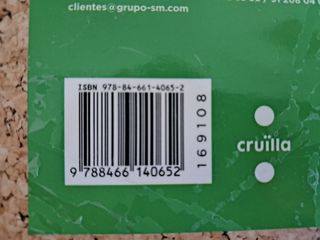 clientes@grupo-sm.com
ISBN 978-84-661-4065-2
9 788466 140652
169108
cruïlla